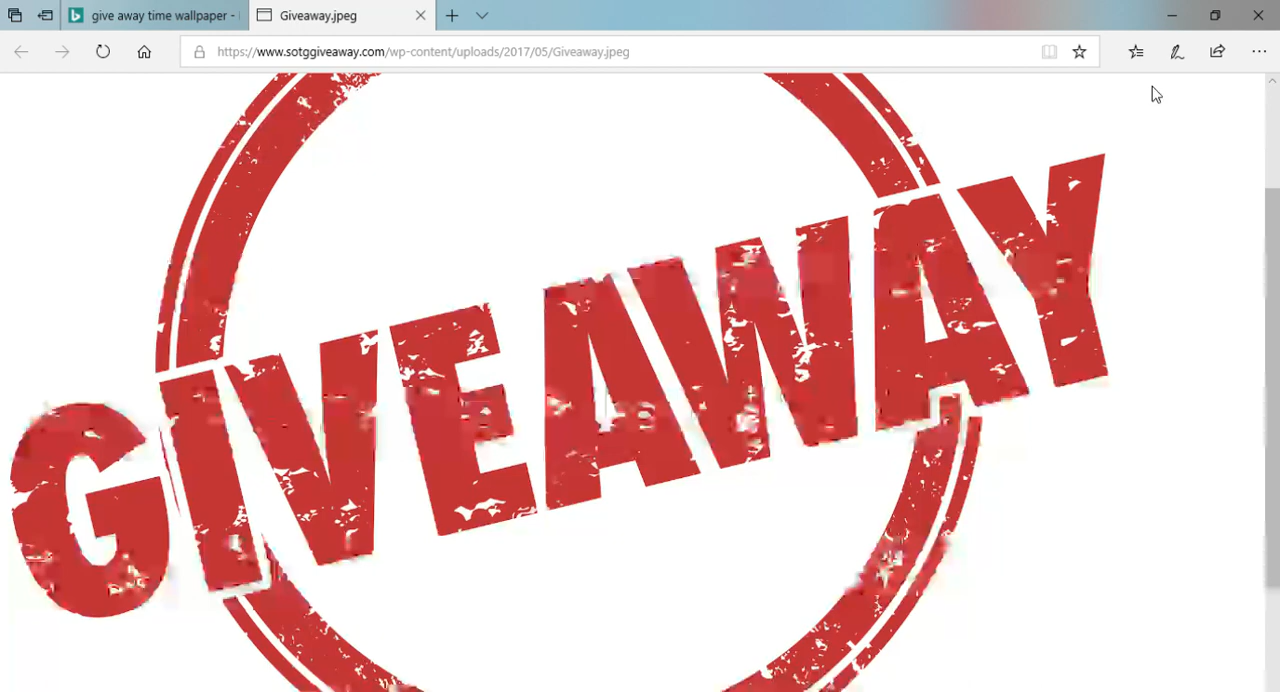 give away time wallpaper -
Giveaway.jpeg
https://www.sotggiveaway.com/wp-content/uploads/2017/05/Giveaway.jpeg
GIVEAWAY